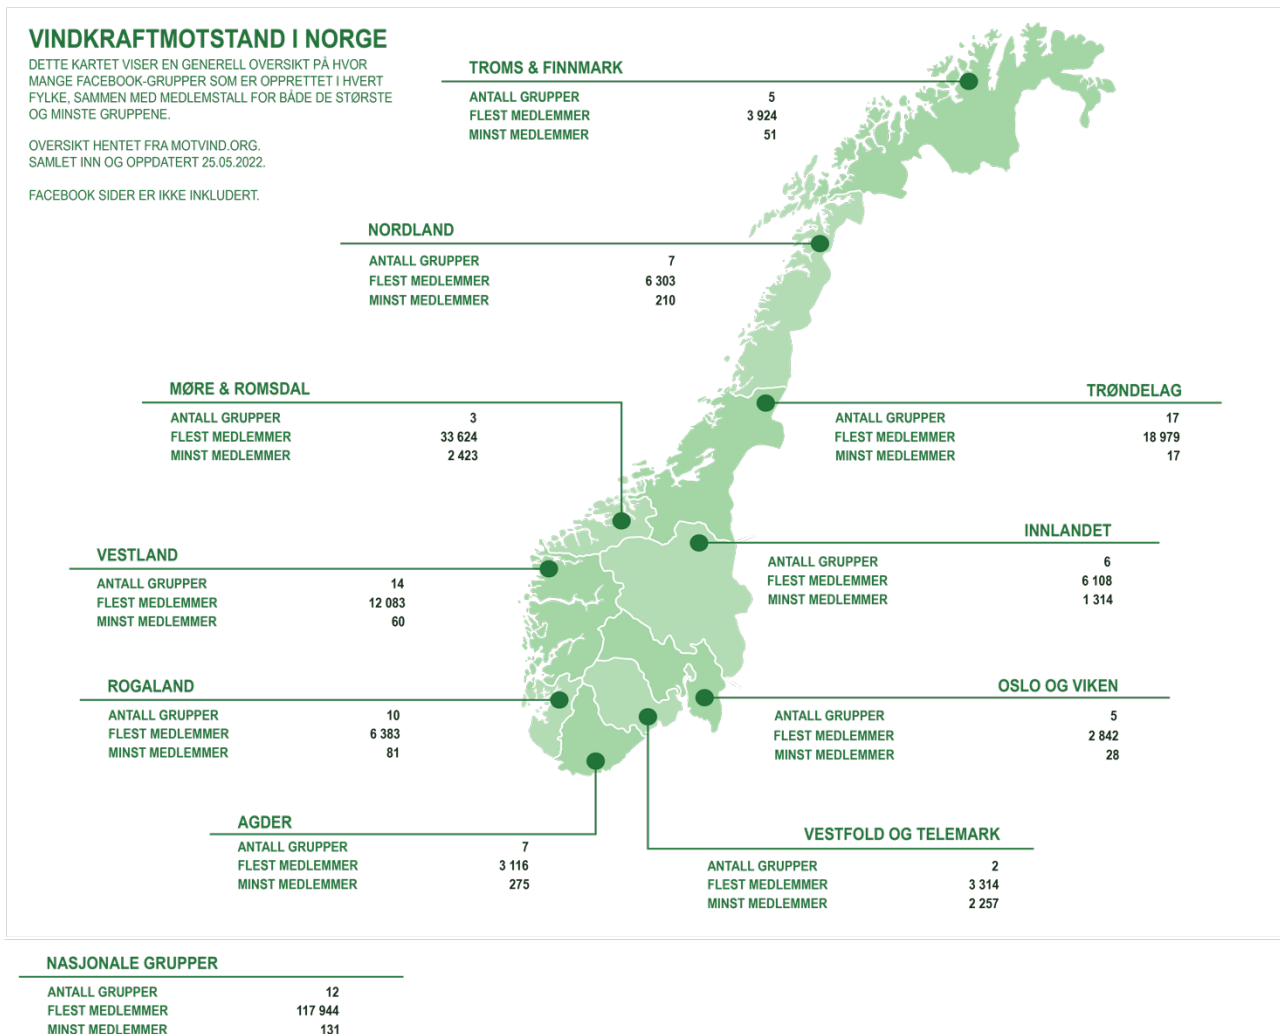 VINDKRAFTMOTSTAND I NORGE
DETTE KARTET VISER EN GENERELL OVERSIKT PÅ HVOR
MANGE FACEBOOK-GRUPPER SOM ER OPPRETTET I HVERT
FYLKE, SAMMEN MED MEDLEMSTALL FOR BÅDE DE STØRSTE
OG MINSTE GRUPPENE.
OVERSIKT HENTET FRA MOTVIND.ORG.
SAMLET INN OG OPPDATERT 25.05.2022.
FACEBOOK SIDER ER IKKE INKLUDERT.
TROMS & FINNMARK
ANTALL GRUPPER 5
FLEST MEDLEMMER 3 924
MINST MEDLEMMER 51
NORDLAND
ANTALL GRUPPER 7
FLEST MEDLEMMER 6 303
MINST MEDLEMMER 210
MØRE & ROMSDAL
ANTALL GRUPPER 3
FLEST MEDLEMMER 33 624
MINST MEDLEMMER 2 423
TRØNDELAG
ANTALL GRUPPER 17
FLEST MEDLEMMER 18 979
MINST MEDLEMMER 17
VESTLAND
ANTALL GRUPPER 14
FLEST MEDLEMMER 12 083
MINST MEDLEMMER 60
INNLANDET
ANTALL GRUPPER 6
FLEST MEDLEMMER 6 108
MINST MEDLEMMER 1 314
ROGALAND
ANTALL GRUPPER 10
FLEST MEDLEMMER 6 383
MINST MEDLEMMER 81
OSLO OG VIKEN
ANTALL GRUPPER 5
FLEST MEDLEMMER 2 842
MINST MEDLEMMER 28
AGDER
ANTALL GRUPPER 7
FLEST MEDLEMMER 3 116
MINST MEDLEMMER 275
VESTFOLD OG TELEMARK
ANTALL GRUPPER 2
FLEST MEDLEMMER 3 314
MINST MEDLEMMER 2 257
NASJONALE GRUPPER
ANTALL GRUPPER 12
FLEST MEDLEMMER 117 944
MINST MEDLEMMER 131